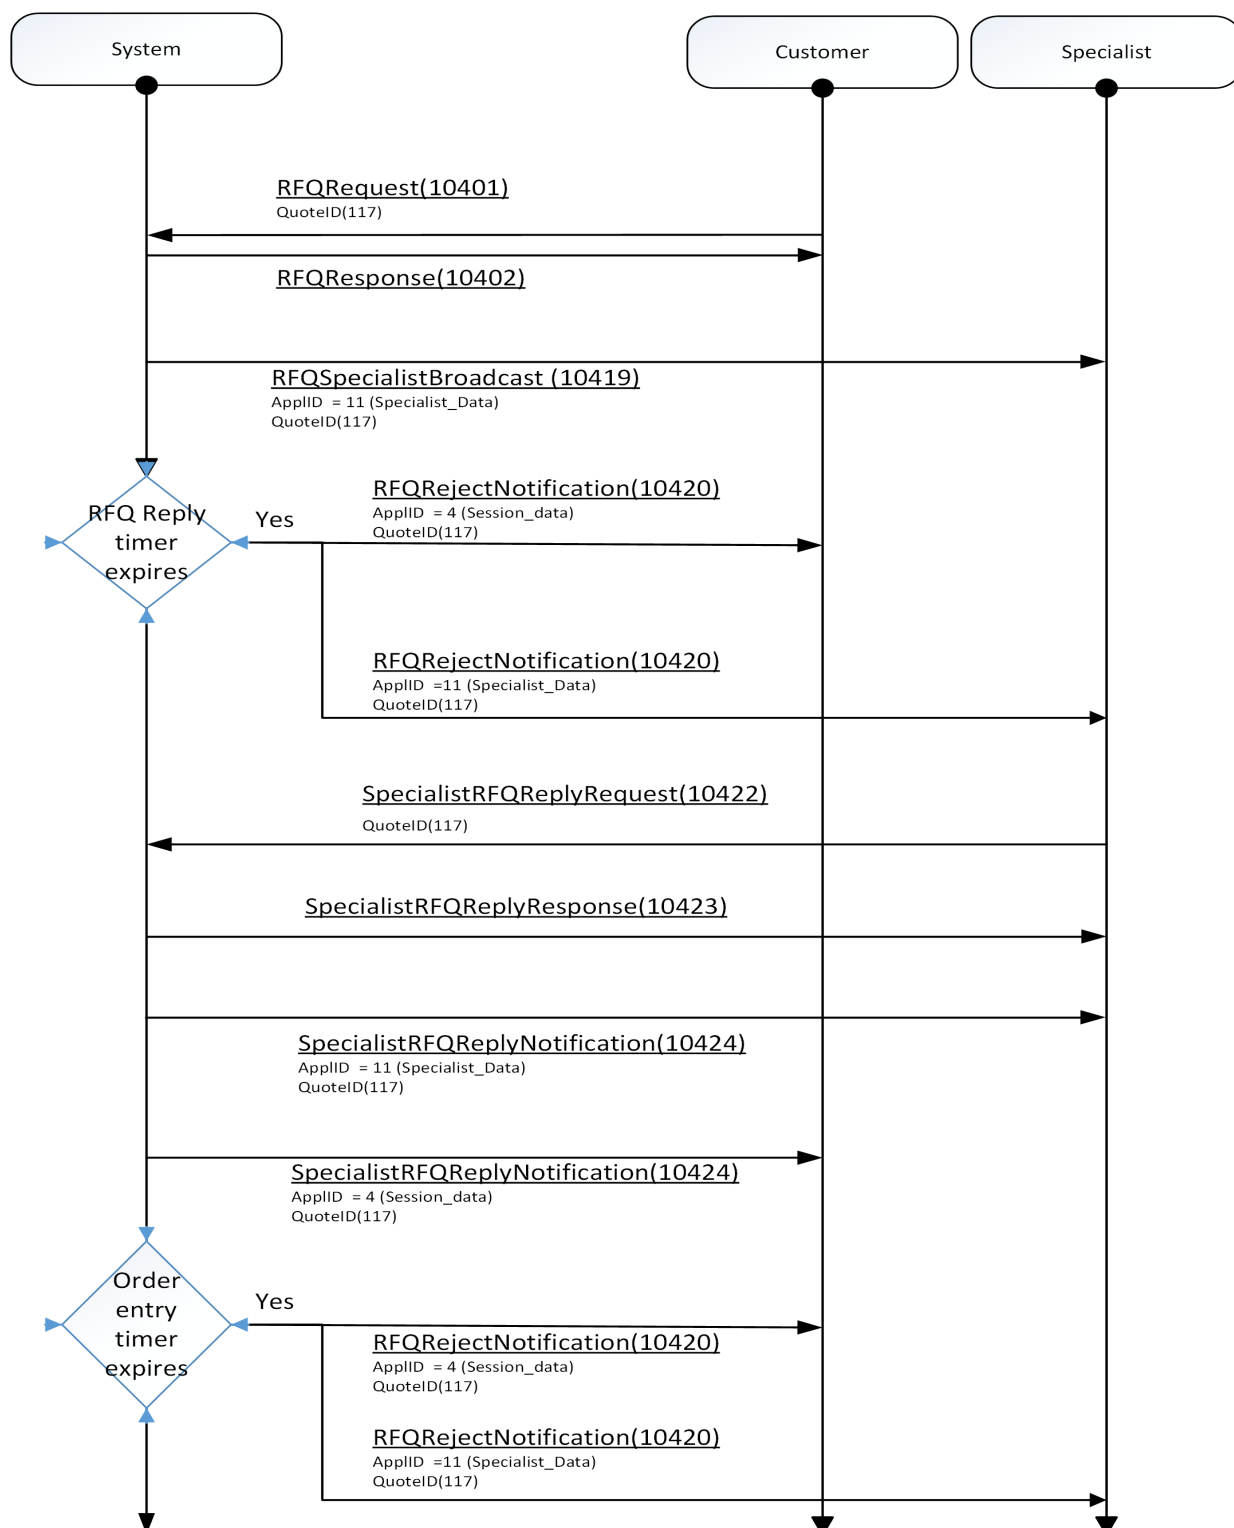 System
Customer
Specialist
RFQRequest(10401)
QuoteID(117)
RFQResponse(10402)
RFQSpecialistBroadcast (10419)
ApplID = 11 (Specialist_Data)
QuoteID(117)
RFQ Reply
timer
expires
Yes
RFQRejectNotification(10420)
ApplID = 4 (Session_data)
QuoteID(117)
RFQRejectNotification(10420)
ApplID =11 (Specialist_Data)
QuoteID(117)
SpecialistRFQReplyRequest(10422)
QuoteID(117)
SpecialistRFQReplyResponse(10423)
SpecialistRFQReplyNotification(10424)
ApplID = 11 (Specialist_Data)
QuoteID(117)
SpecialistRFQReplyNotification(10424)
ApplID = 4 (Session_data)
QuoteID(117)
Order
entry
timer
expires
Yes
RFQRejectNotification(10420)
ApplID = 4 (Session_data)
QuoteID(117)
RFQRejectNotification(10420)
ApplID =11 (Specialist_Data)
QuoteID(117)